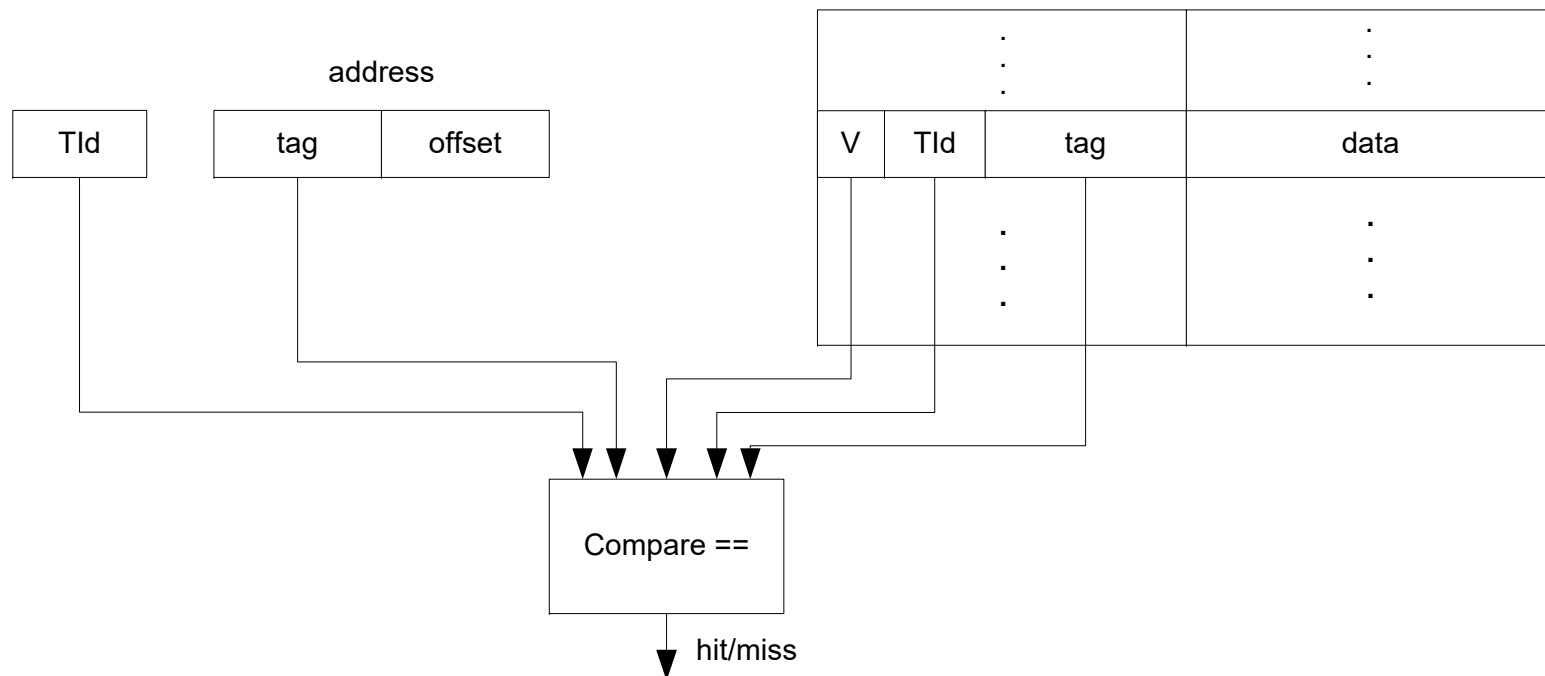 address
TId
tag
offset
V
TId
tag
data
Compare ==
hit/miss